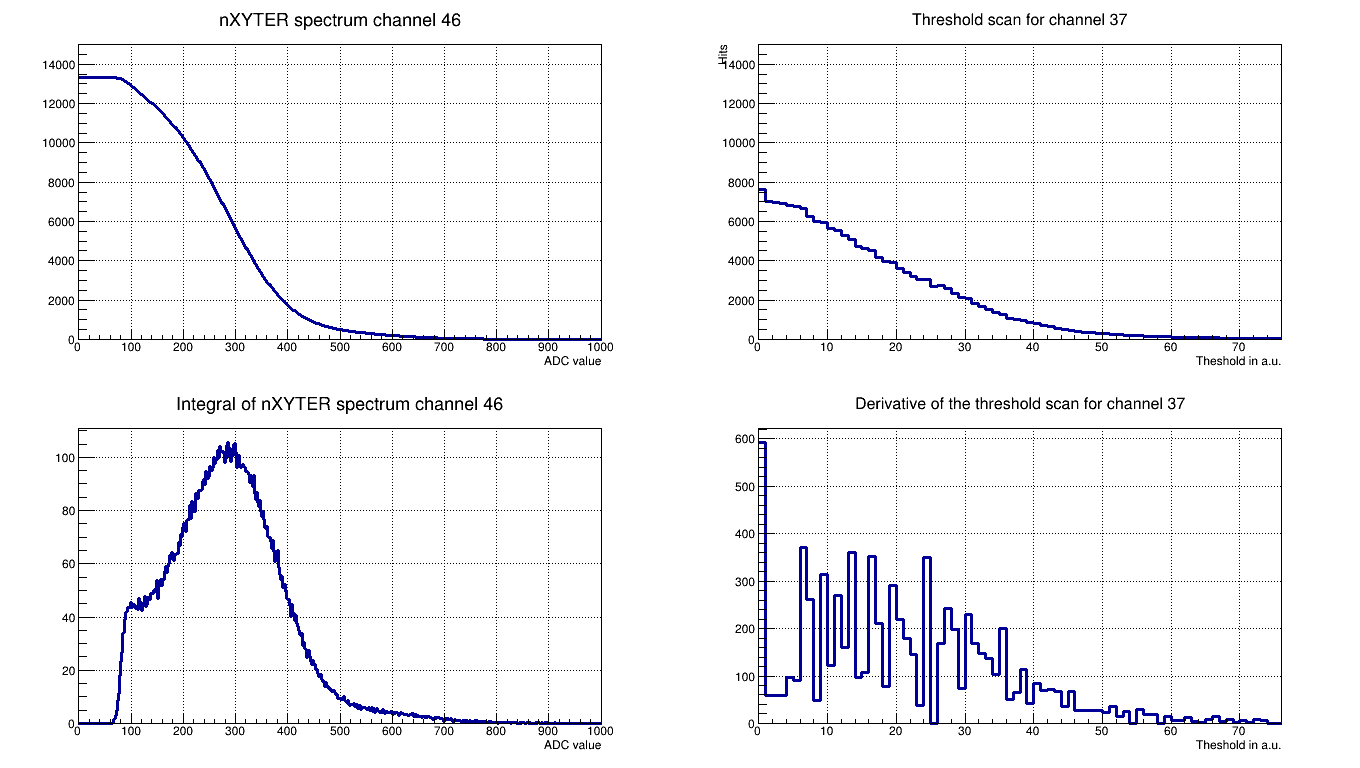 nXYTER spectrum channel 46
14000
12000
10000
8000
6000
4000
2000
0
0 100 200 300 400 500 600 700 800 900 1000
ADC value
Threshold scan for channel 37
Hits
14000
12000
10000
8000
6000
4000
2000
0
0 10 20 30 40 50 60 70
Theshold in a.u.
Integral of nXYTER spectrum channel 46
100
80
60
40
20
0
0 100 200 300 400 500 600 700 800 900 1000
ADC value
Derivative of the threshold scan for channel 37
600
500
400
300
200
100
0
0 10 20 30 40 50 60 70
Theshold in a.u.